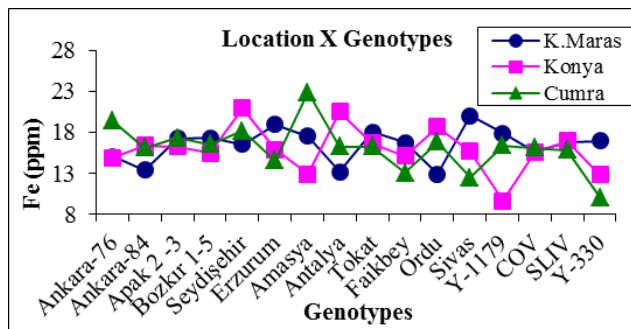 Location X Genotypes
K.Maras
Konya
Cumra
Fe (ppm)
28
23
18
13
8
Ankara-76
Ankara-84
Apak 2 -3
Bozkır 1-5
Seydişehir
Erzurum
Amasya
Antalya
Tokat
Faikbey
Ordu
Sivas
Y-1179
COV
SLIV
Y-330
Genotypes